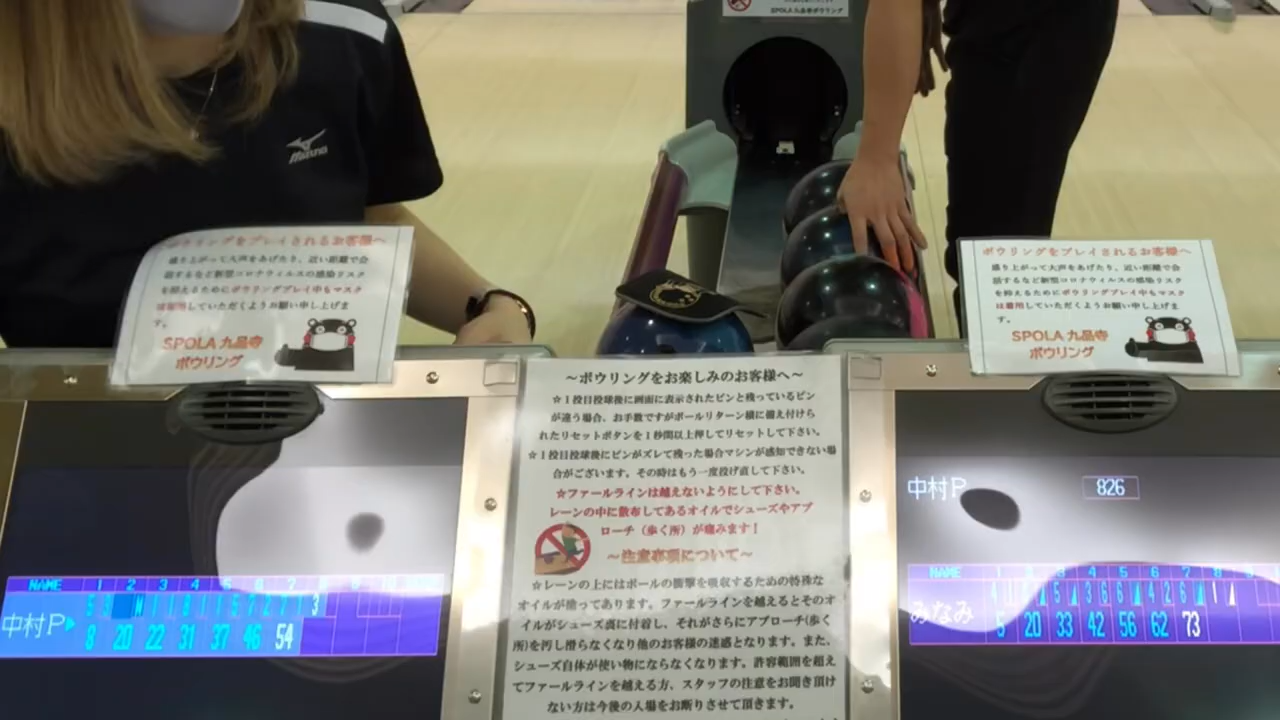 SPOLA 九品寺ボウリング
mizuno
ボウリングをプレイされるお客様へ
盛り上がって大声をあげたり、近い距離で会
話するなど新型コロナウィルスの感染リスク
を抑えるためにボウリングプレイ中もマスク
は着用していただくようお願い申し上げま
す。
SPOLA 九品寺
ボウリング
ボウリングをプレイされるお客様へ
盛り上がって大声をあげたり、近い距離で会
話するなど新型コロナウィルスの感染リスク
を抑えるためにボウリングプレイ中もマスク
は着用していただくようお願い申し上げま
す。
SPOLA 九品寺
ボウリング
～ボウリングをお楽しみのお客様へ～
☆1投目投球後に画面に表示されたピンと残っているピン
が違う場合、お手数ですがボールリターン横に備え付けら
れたリセットボタンを1秒間以上押してリセットして下さい。
☆1投目投球後にピンがズレて残った場合マシンが感知できない場
合がございます。その時はもう一度投げ直して下さい。
☆ファールラインは越えないようにして下さい。
レーンの中に散布してあるオイルでシューズやアプ
ローチ（歩く所）が痛みます！
～注意事項について～
☆レーンの上にはボールの衝撃を吸収するための特殊な
オイルが塗ってあります。ファールラインを越えるとそのオ
イルがシューズ裏に付着し、それがさらにアプローチ(歩く
所)を汚し滑らなくなり他のお客様の迷惑となります。また、
シューズ自体が使い物にならなくなります。許容範囲を超え
てファールラインを越える方、スタッフの注意をお聞き頂け
ない方は今後の入場をお断りさせて頂きます。
NAME 1 2 3 4 5 6 7
中村P 8 20 22 31 37 46 54
中村P 826
NAME 1 2 3 4 5 6 7 8 9
みなみ 5 20 33 42 56 62 73